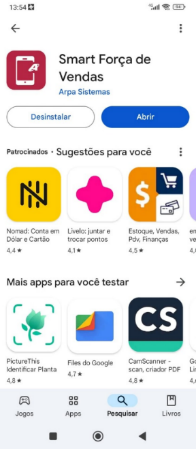 13:54
Smart Força de
Vendas
Arpa Sistemas
Desinstalar
Abrir
Patrocinados • Sugestões para você
Nomad: Conta em
Dólar e Cartão
4,4★
Livelo: juntar e
trocar pontos
4,1★
Estoque, Vendas,
Pdv, Finanças
4,5★
Mais apps para você testar
CS
PictureThis
Identificar Planta
4,8★
Files do Google
4,7★
CamScanner -
scan, criador PDF
4,8★
Jogos
Apps
Pesquisar
Livros